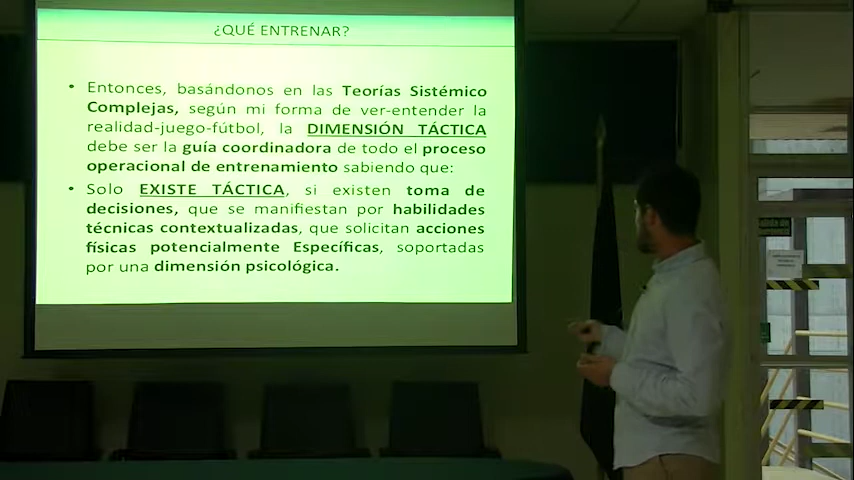 ¿QUÉ ENTRENAR?
• Entonces, basándonos en las Teorías Sistémico
Complejas, según mi forma de ver-entender la
realidad-juego-fútbol, la DIMENSIÓN TÁCTICA
debe ser la guía coordinadora de todo el proceso
operacional de entrenamiento sabiendo que:
• Solo EXISTE TÁCTICA, si existen toma de
decisiones, que se manifiestan por habilidades
técnicas contextualizadas, que solicitan acciones
físicas potencialmente Específicas, soportadas
por una dimensión psicológica.